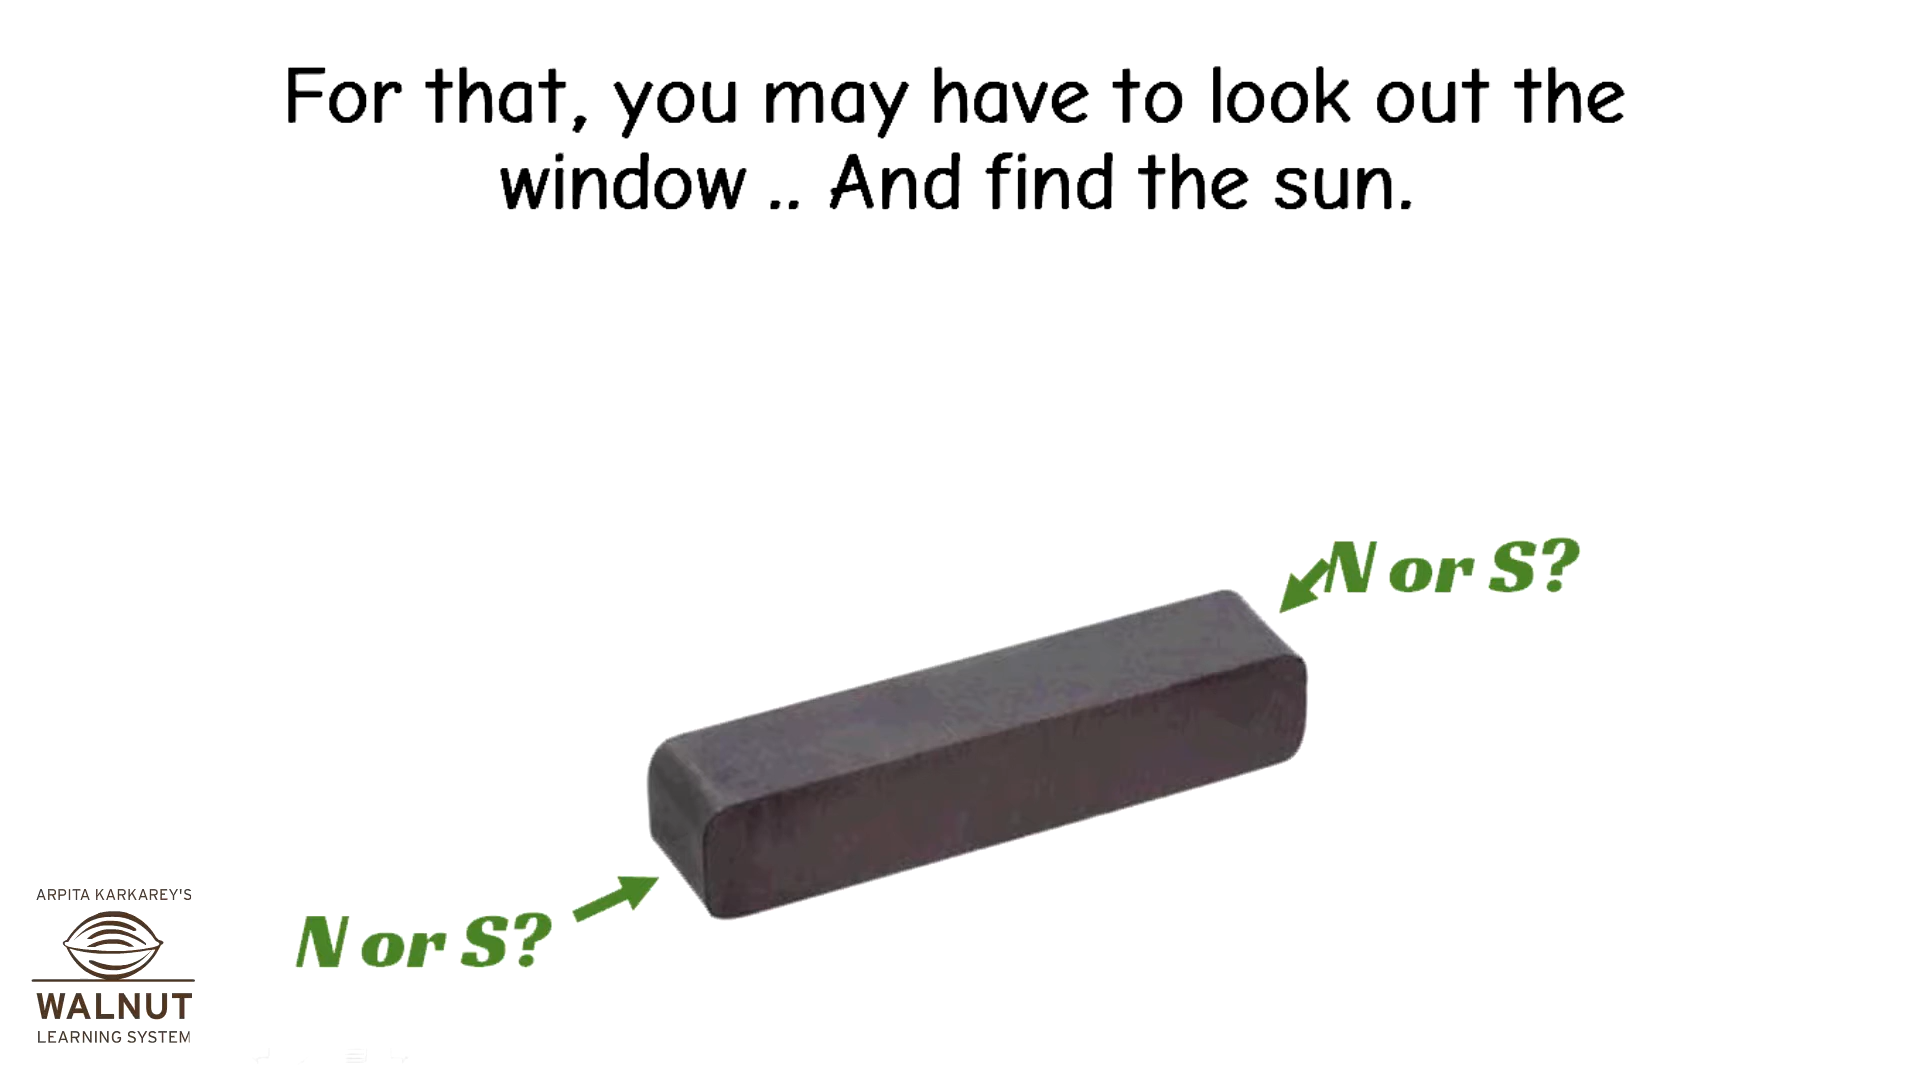 For that, you may have to look out the
window .. And find the sun.
N or S?
N or S?
ARPITA KARKAREY'S
WALNUT
LEARNING SYSTEM